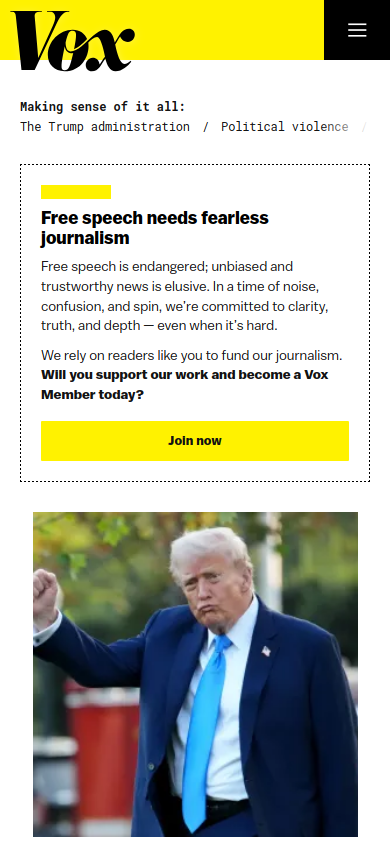 Vox
Making sense of it all:
The Trump administration / Political violence /
Free speech needs fearless
journalism
Free speech is endangered; unbiased and
trustworthy news is elusive. In a time of noise,
confusion, and spin, we're committed to clarity,
truth, and depth — even when it's hard.
We rely on readers like you to fund our journalism.
Will you support our work and become a Vox
Member today?
Join now